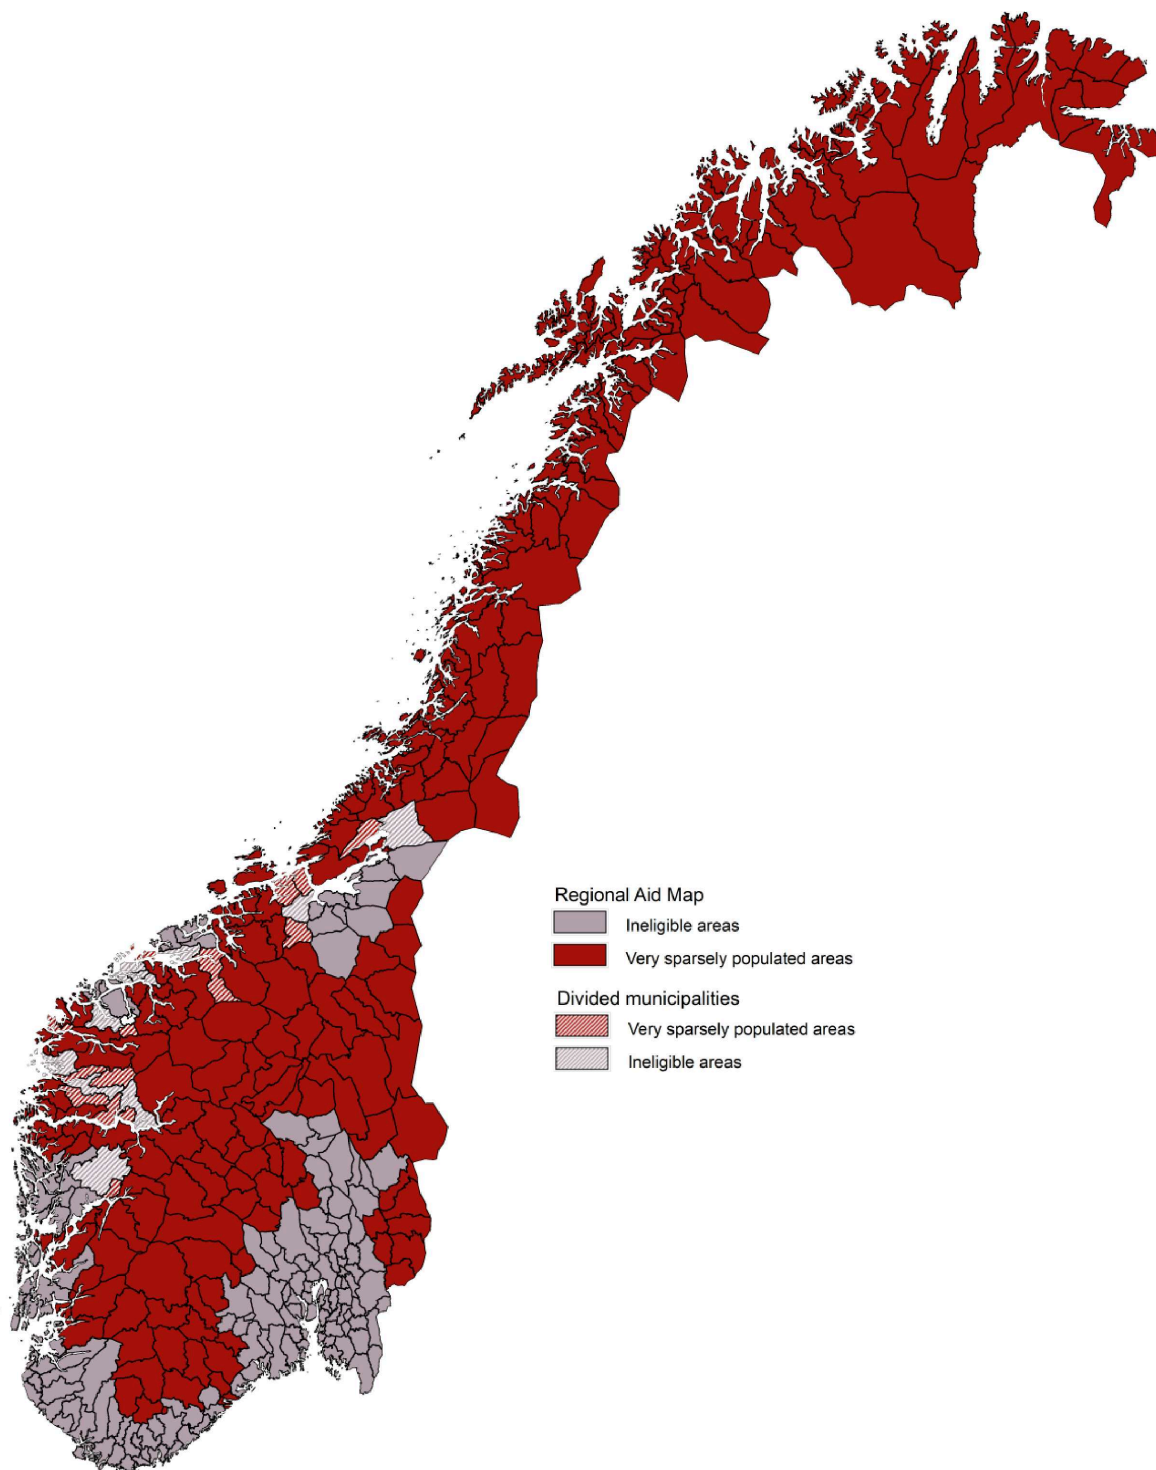 Regional Aid Map
Ineligible areas
Very sparsely populated areas
Divided municipalities
Very sparsely populated areas
Ineligible areas